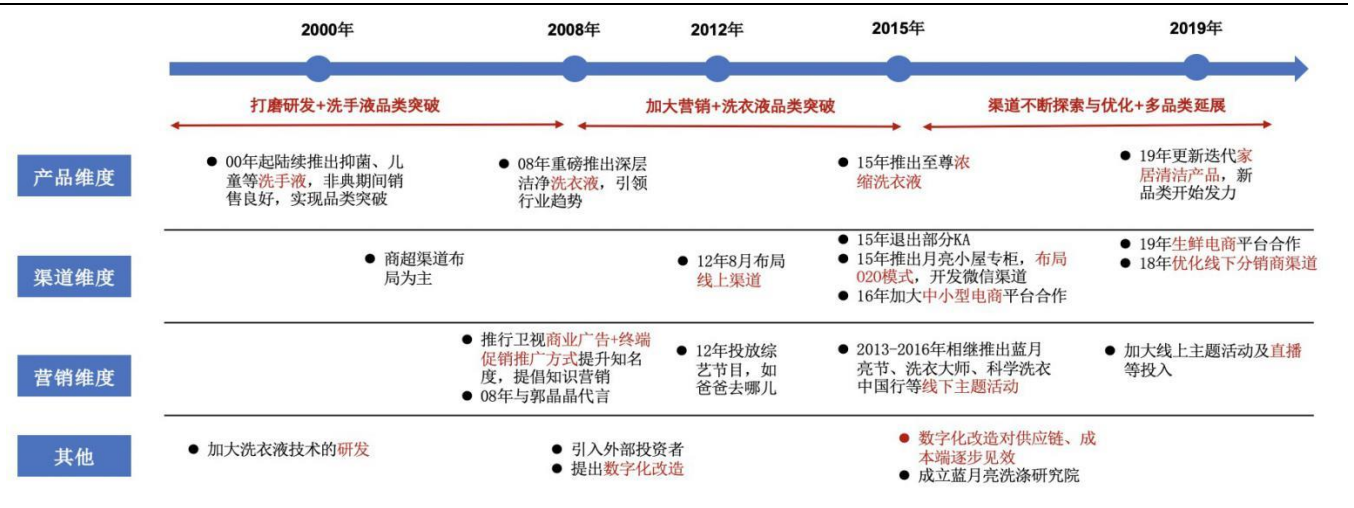 2000年
2008年
2012年
2015年
2019年
打磨研发+洗手液品类突破
加大营销+洗衣液品类突破
渠道不断探索与优化+多品类延展
产品维度
● 00年起陆续推出抑菌、儿
童等洗手液，非典期间销
售良好，实现品类突破
● 08年重磅推出深层
洁净洗衣液，引领
行业趋势
● 15年推出至尊浓
缩洗衣液
● 19年更新迭代家
居清洁产品，新
品类开始发力
渠道维度
● 商超渠道布
局为主
● 12年8月布局
线上渠道
● 15年退出部分KA
● 15年推出月亮小屋专柜，布局
O2O模式，开发微信渠道
● 16年加大中小型电商平台合作
● 19年生鲜电商平台合作
● 18年优化线下分销商渠道
营销维度
● 推行卫视商业广告+终端
促销推广方式提升知名
度，提倡知识营销
● 08年与郭晶晶代言
● 12年投放综
艺节目，如
爸爸去哪儿
● 2013-2016年相继推出蓝月
亮节、洗衣大师、科学洗衣
中国行等线下主题活动
● 加大线上主题活动及直播
等投入
其他
● 加大洗衣液技术的研发
● 引入外部投资者
● 提出数字化改造
● 数字化改造对供应链、成
本端逐步见效
● 成立蓝月亮洗涤研究院